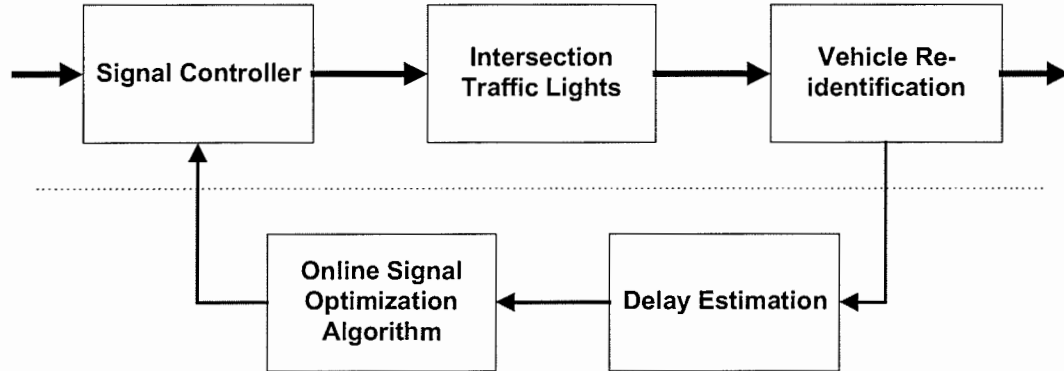 Signal Controller
Intersection
Traffic Lights
Vehicle Re-
identification
Online Signal
Optimization
Algorithm
Delay Estimation